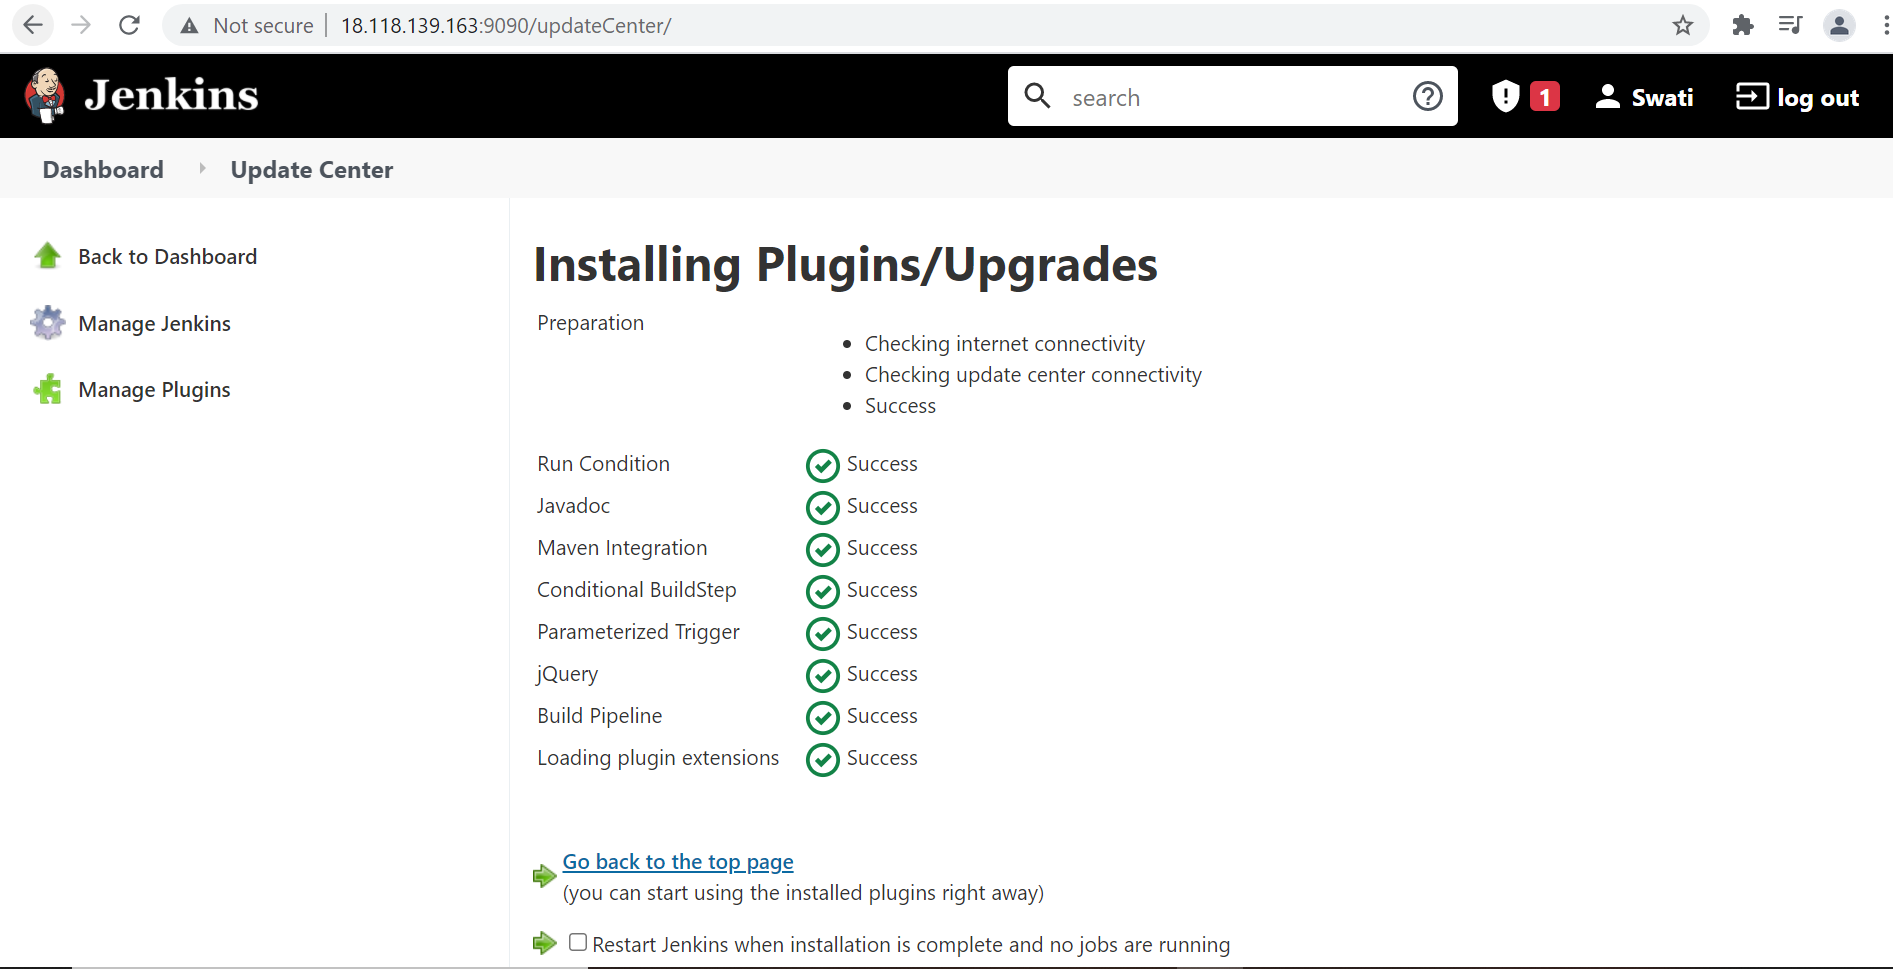 Not secure | 18.118.139.163:9090/updateCenter/
Jenkins
search
1
Swati
log out
Dashboard
Update Center
Back to Dashboard
Manage Jenkins
Manage Plugins
Installing Plugins/Upgrades
Preparation
• Checking internet connectivity
• Checking update center connectivity
• Success
Run Condition Success
Javadoc Success
Maven Integration Success
Conditional BuildStep Success
Parameterized Trigger Success
jQuery Success
Build Pipeline Success
Loading plugin extensions Success
Go back to the top page
(you can start using the installed plugins right away)
Restart Jenkins when installation is complete and no jobs are running